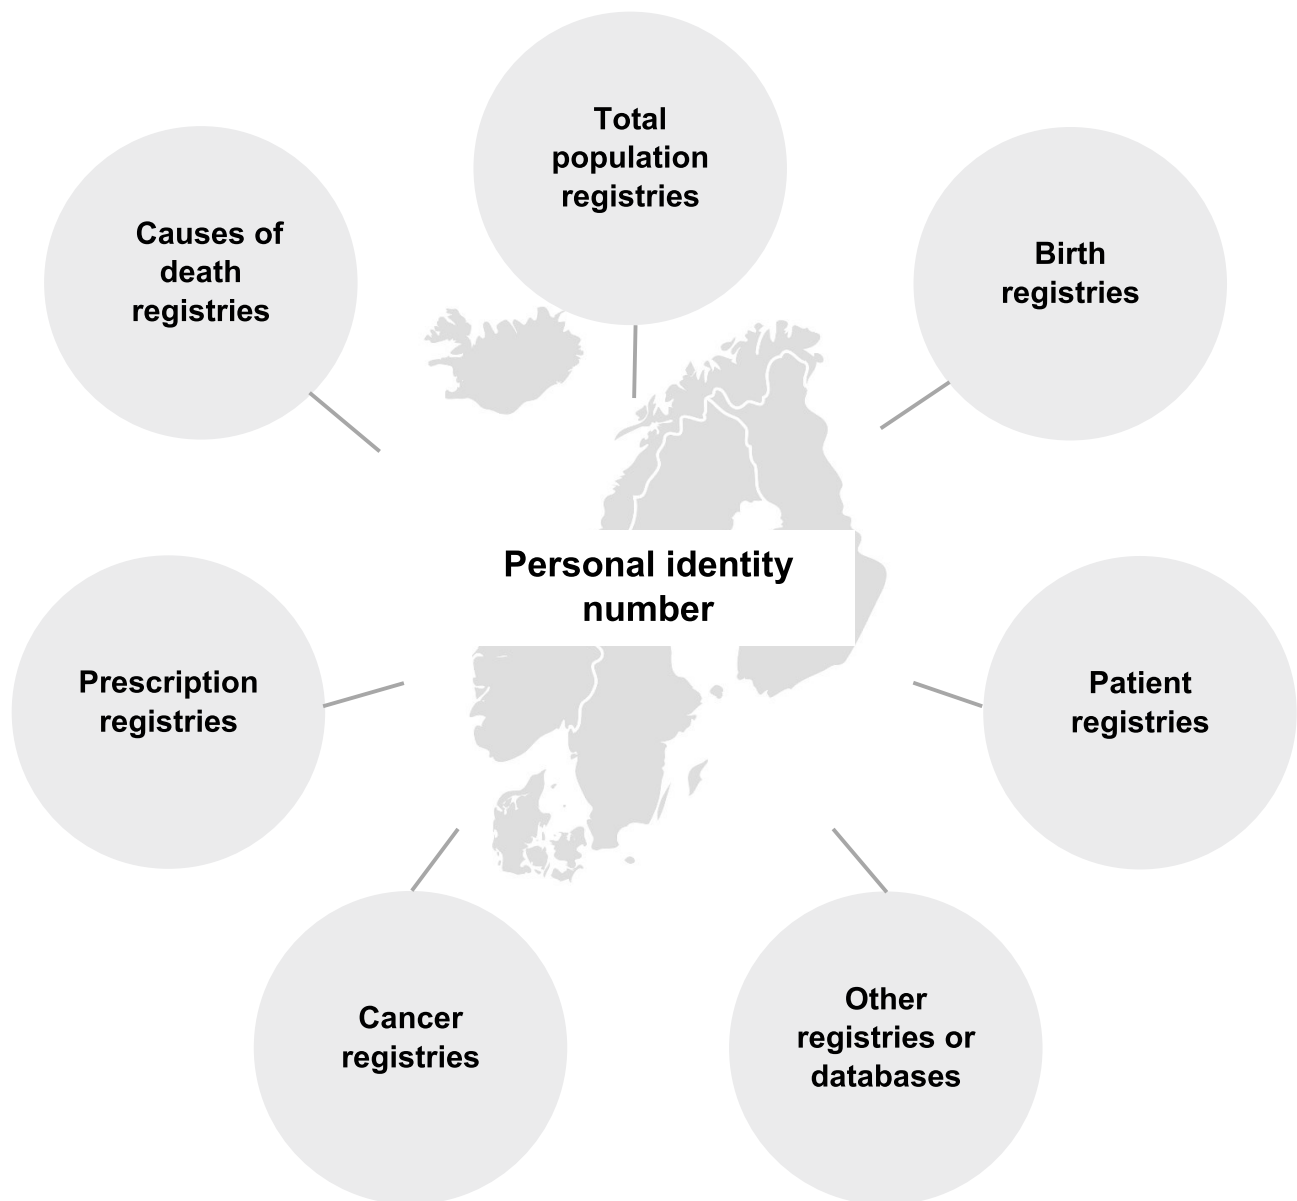 Total
population
registries
Birth
registries
Patient
registries
Other
registries or
databases
Cancer
registries
Prescription
registries
Causes of
death
registries
Personal identity
number